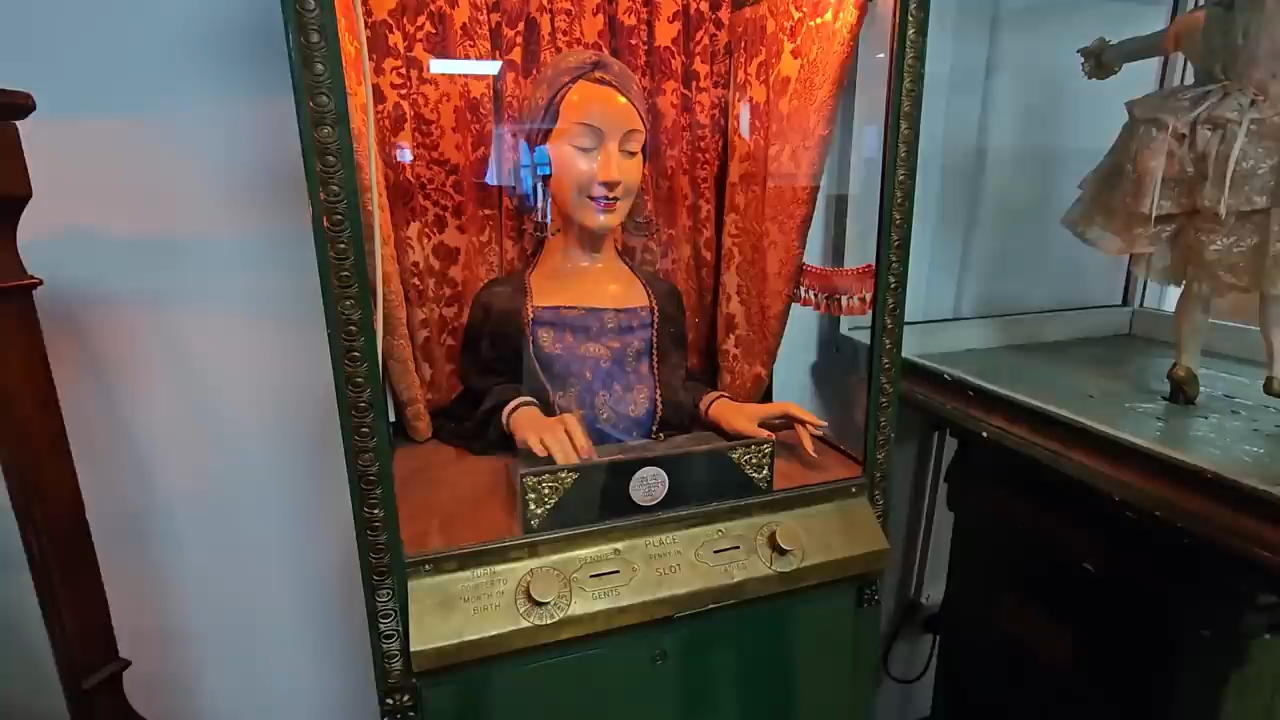 TURN
POINTER TO
MONTH OF
BIRTH
PENNIES
GENTS
PLACE
PENNY IN
SLOT
LADIES